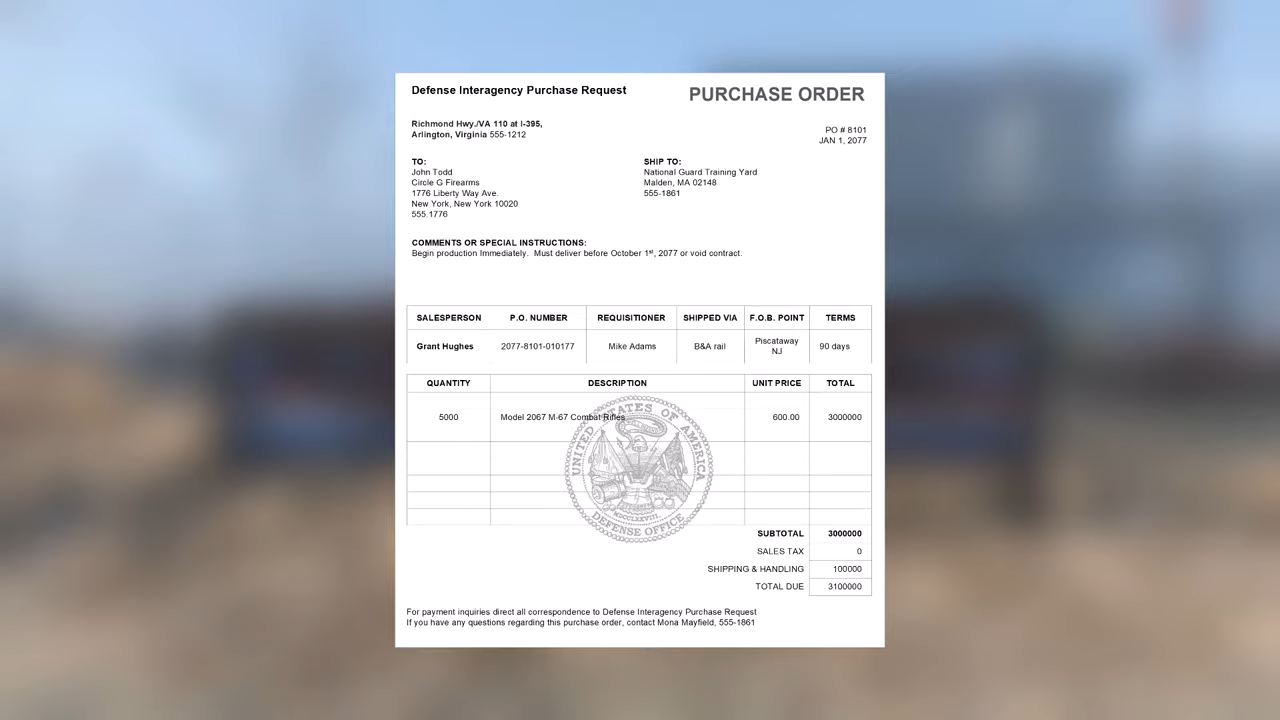 Defense Interagency Purchase Request
PURCHASE ORDER
Richmond Hwy./VA 110 at I-395,
Arlington, Virginia 555-1212
PO # 8101
JAN 1, 2077
TO:
John Todd
Circle G Firearms
1776 Liberty Way Ave.
New York, New York 10020
555.1776
SHIP TO:
National Guard Training Yard
Malden, MA 02148
555-1861
COMMENTS OR SPECIAL INSTRUCTIONS:
Begin production Immediately. Must deliver before October 1st, 2077 or void contract.
SALESPERSON P.O. NUMBER REQUISITIONER SHIPPED VIA F.O.B. POINT TERMS
Grant Hughes 2077-8101-010177 Mike Adams B&A rail Piscataway NJ 90 days
QUANTITY DESCRIPTION UNIT PRICE TOTAL
5000 Model 2067 M-67 Combat Rifles 600.00 3000000
UNITED STATES OF AMERICA
MDCCLXXVIII.
DEFENSE OFFICE
SUBTOTAL 3000000
SALES TAX 0
SHIPPING & HANDLING 100000
TOTAL DUE 3100000
For payment inquiries direct all correspondence to Defense Interagency Purchase Request
If you have any questions regarding this purchase order, contact Mona Mayfield, 555-1861